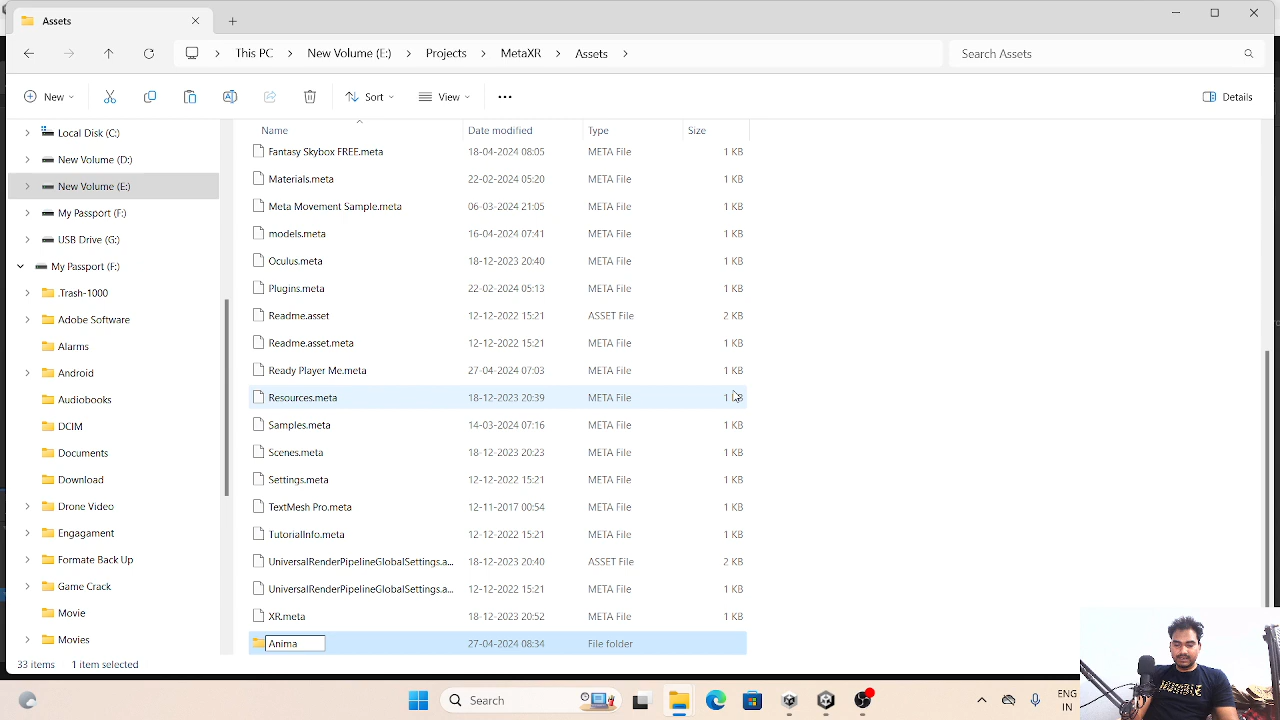 Assets
This PC > New Volume (E:) > Projects > MetaXR > Assets >
Search Assets
New
Sort
View
Details
Local Disk (C:)
New Volume (D:)
New Volume (E:)
My Passport (F:)
USB Drive (G:)
My Passport (F:)
.Trash-1000
Adobe Software
Alarms
Android
Audiobooks
DCIM
Documents
Download
Drone Video
Engagament
Formate Back Up
Game Crack
Movie
Movies
Name Date modified Type Size
Fantasy Skybox FREE.meta 18-04-2024 08:05 META File 1 KB
Materials.meta 22-02-2024 05:20 META File 1 KB
Meta Movement Sample.meta 06-03-2024 21:05 META File 1 KB
models.meta 16-04-2024 07:41 META File 1 KB
Oculus.meta 18-12-2023 20:40 META File 1 KB
Plugins.meta 22-02-2024 05:13 META File 1 KB
Readme.asset 12-12-2022 15:21 ASSET File 2 KB
Readme.asset.meta 12-12-2022 15:21 META File 1 KB
Ready Player Me.meta 27-04-2024 07:03 META File 1 KB
Resources.meta 18-12-2023 20:39 META File 1 KB
Samples.meta 14-03-2024 07:16 META File 1 KB
Scenes.meta 18-12-2023 20:23 META File 1 KB
Settings.meta 12-12-2022 15:21 META File 1 KB
TextMesh Pro.meta 12-11-2017 00:54 META File 1 KB
TutorialInfo.meta 12-12-2022 15:21 META File 1 KB
UniversalRenderPipelineGlobalSettings.a... 18-12-2023 20:40 ASSET File 2 KB
UniversalRenderPipelineGlobalSettings.a... 12-12-2022 15:21 META File 1 KB
XR.meta 18-12-2023 20:52 META File 1 KB
Anima 27-04-2024 08:34 File folder
33 items 1 item selected
Search
ENG
IN